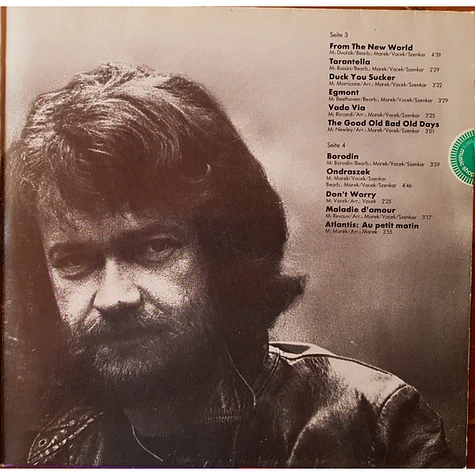 Seite 3
From The New World
M: Dvořák/Bearb.: Marek/Vacek/Szenkar 4'39
Tarantella
M: Rossini/Bearb.: Marek/Vacek/Szenkar 2'29
Duck You Sucker
M: Morricone/Arr.: Marek/Vacek/Szenkar 3'22
Egmont
M: Beethoven/Bearb.: Marek/Vacek/Szenkar 3'29
Vado Via
M: Riccardi/Arr.: Marek/Vacek/Szenkar 3'25
The Good Old Bad Old Days
M: Newley/Arr.: Marek/Vacek/Szenkar 3'01
Seite 4
Borodin
M: Borodin/Bearb.: Marek/Vacek/Szenkar 3'59
Ondraszek
M: Marek/Vacek/Szenkar
Bearb.: Marek/Vacek/Szenkar 4'46
Don't Worry
M: Vacek/Arr.: Vacek 2'25
Maladie d'amour
M: Revaux/Arr.: Marek/Vacek/Szenkar 3'17
Atlantis: Au petit matin
M: Marek/Arr.: Marek 3'55